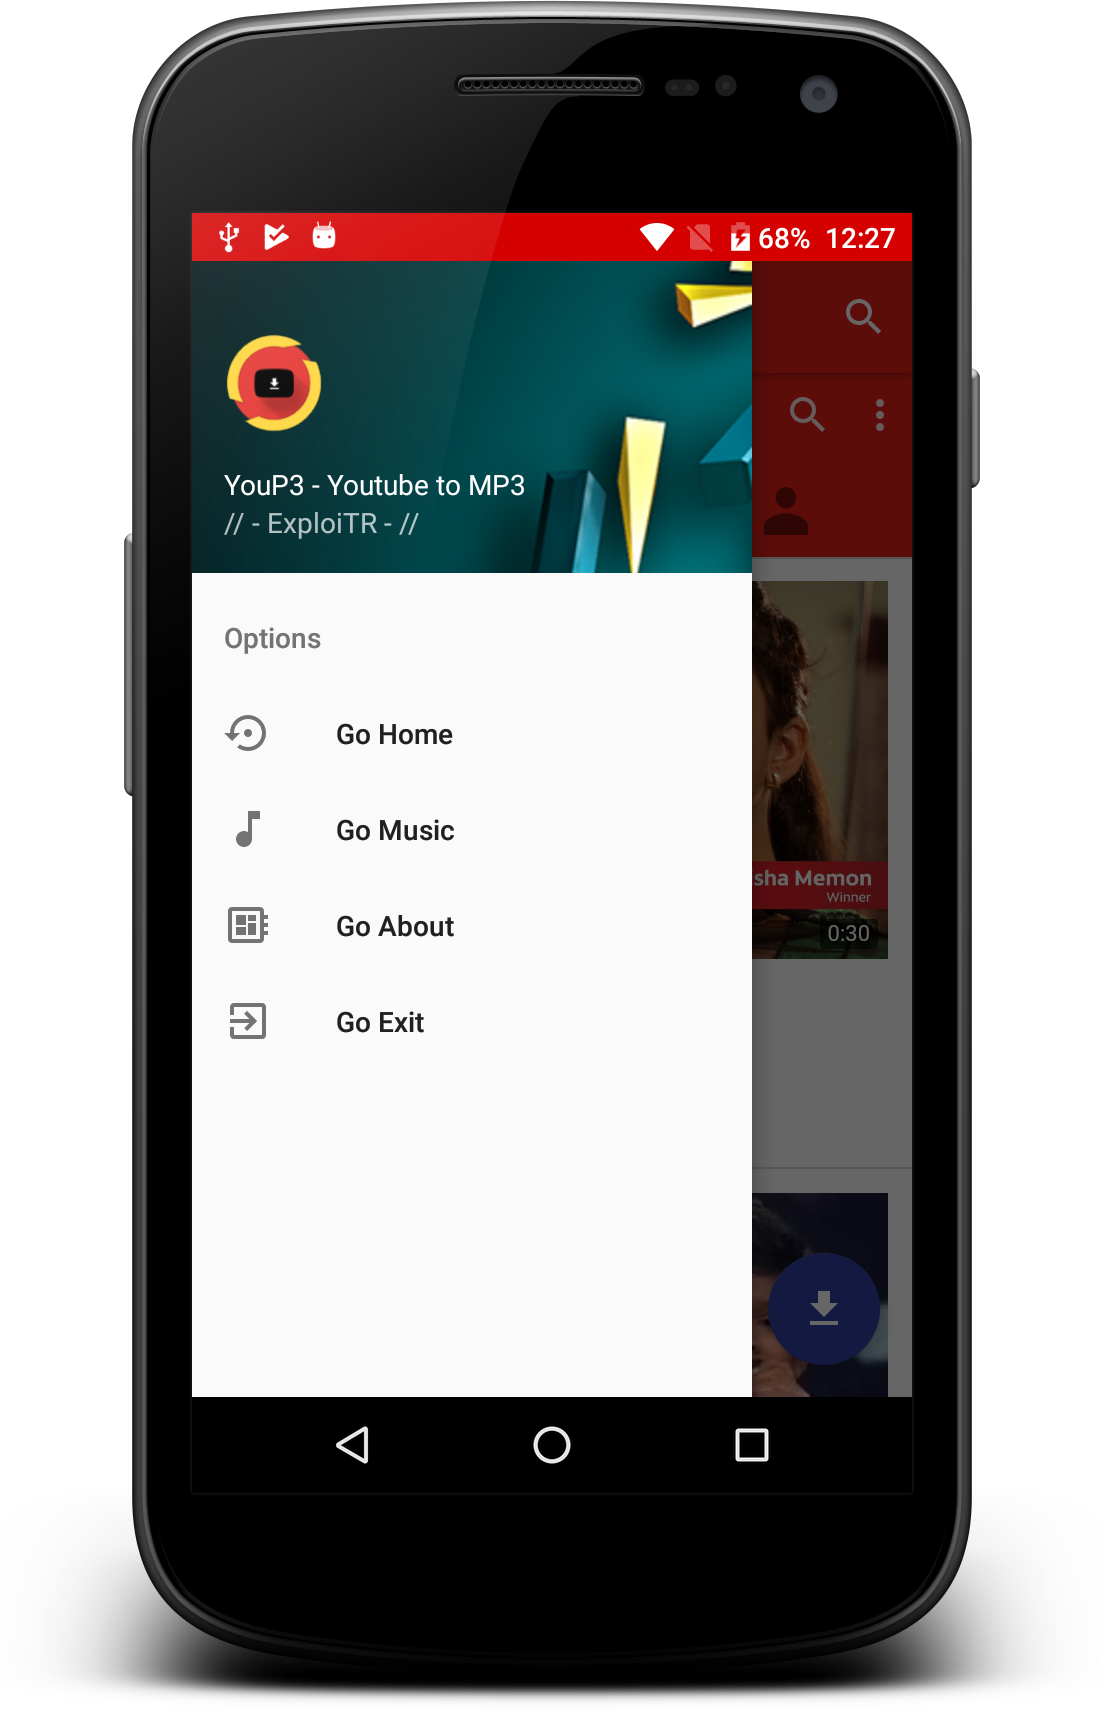 68% 12:27
YouP3 - Youtube to MP3
// - ExploiTR - //
Options
Go Home
Go Music
Go About
Go Exit
sha Memon
Winner
0:30